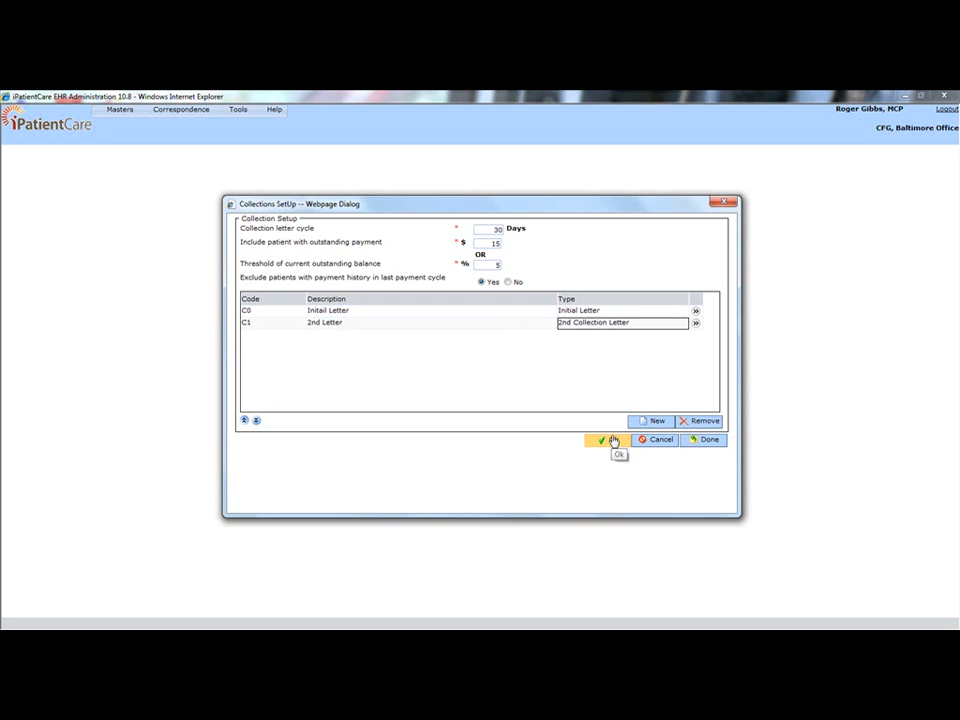 iPatientCare EHR Administration 10.8 - Windows Internet Explorer
Masters Correspondence Tools Help
Roger Gibbs, MCP Logout
iPatientCare
CFG, Baltimore Office
Collections SetUp -- Webpage Dialog
Collection Setup
Collection letter cycle * 30 Days
Include patient with outstanding payment * $ 15
OR
Threshold of current outstanding balance * % 5
Exclude patients with payment history in last payment cycle Yes No
Code Description Type
C0 Initail Letter Initial Letter
C1 2nd Letter 2nd Collection Letter
New Remove
Cancel Done
Ok